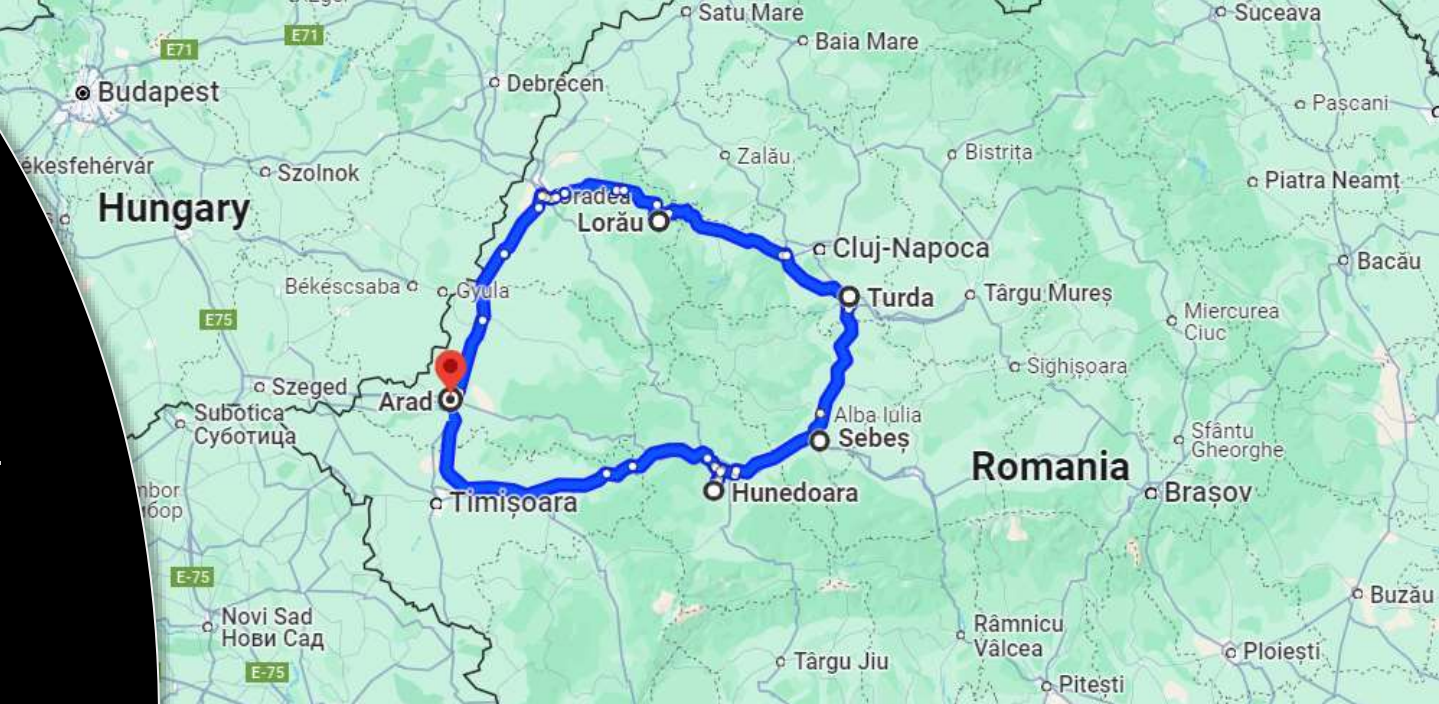 Satu Mare
Suceava
E71
E71
Baia Mare
Debrecen
Budapest
Pașcani
Zalău
Bistrița
ékesfehérvár
Szolnok
Piatra Neamț
Hungary
Oradea
Lorău
Cluj-Napoca
Bacău
Békéscsaba
Gyula
Turda
Târgu Mureș
E75
Miercurea
Ciuc
Sighișoara
Szeged
Arad
Subotica
Суботица
Alba Iulia
Sebeș
Sfântu
Gheorghe
Romania
Timișoara
Hunedoara
Brașov
E-75
Buzău
Novi Sad
Нови Сад
Râmnicu
Vâlcea
Ploiești
E-75
Târgu Jiu
Pitești